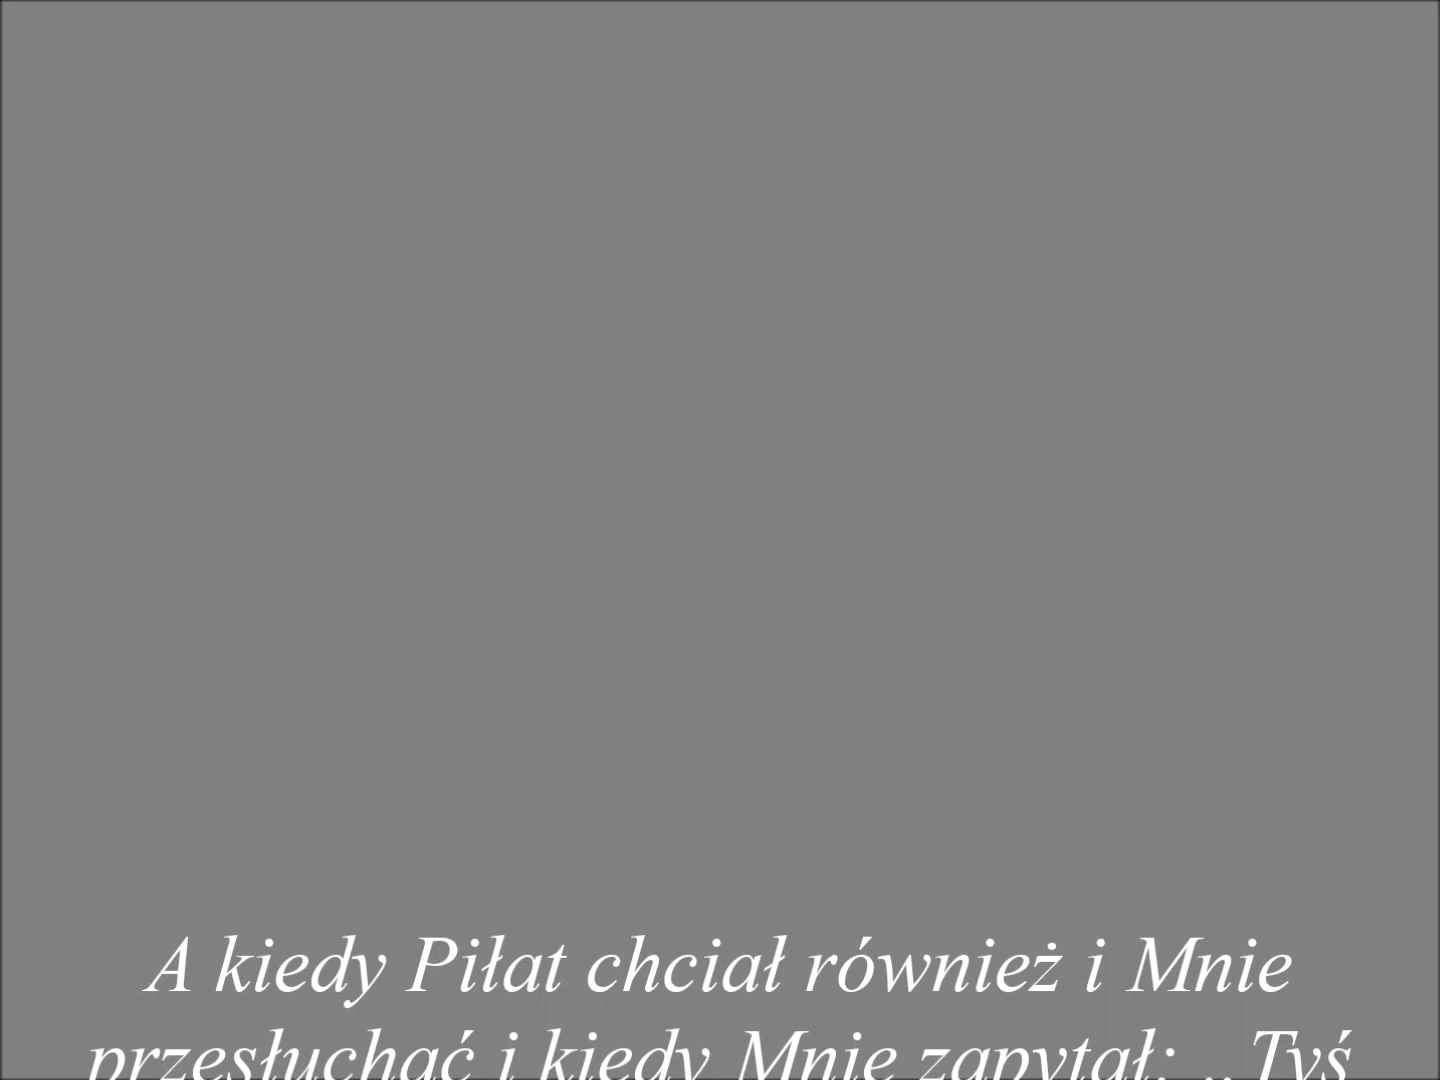 A kiedy Piłat chciał również i Mnie
przesłuchać i kiedy Mnie zapytał: ,,Tyś